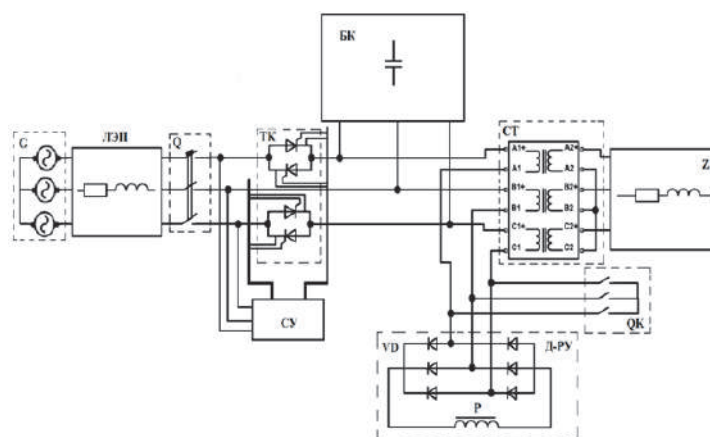 БК
G
ЛЭП
Q
ТК
СТ
Z
A1* A2*
A1 A2
B1* B2*
B1 B2
C1* C2*
C1 C2
СУ
QK
VD
Д-РУ
P